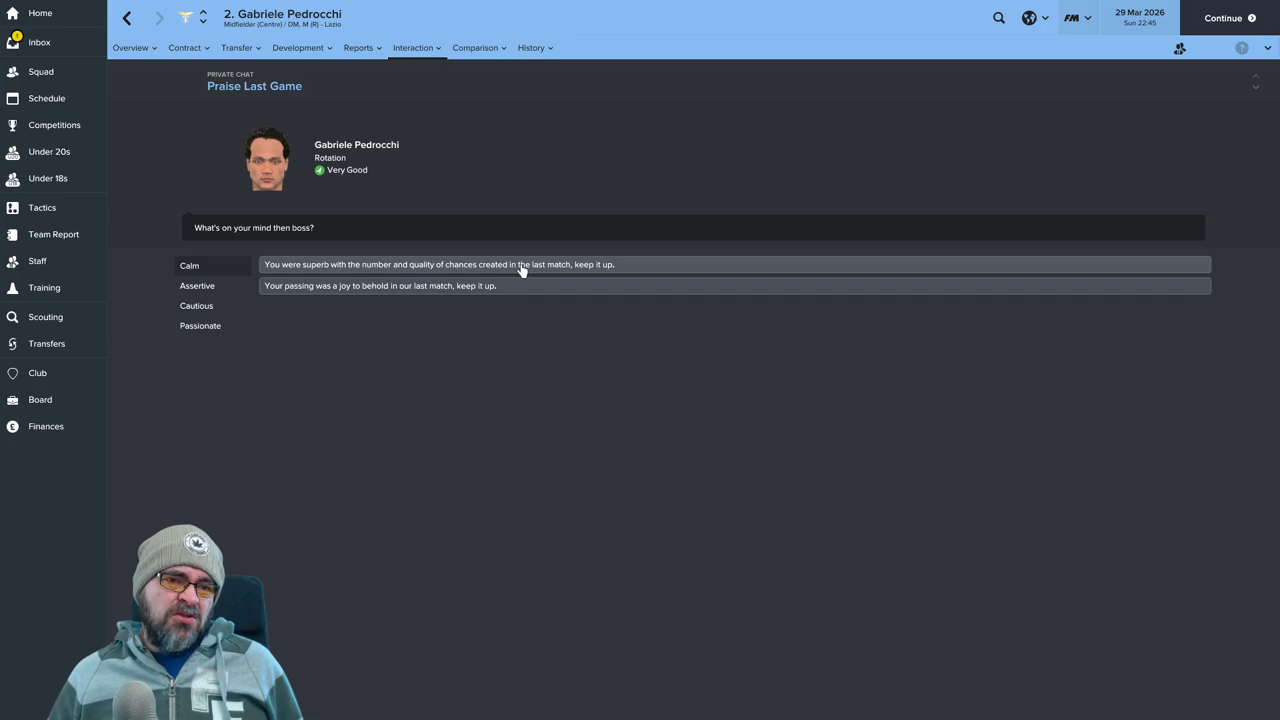 Home
1
Inbox
Squad
Schedule
Competitions
Under 20s
Under 18s
Tactics
Team Report
Staff
Training
Scouting
Transfers
Club
Board
Finances
2. Gabriele Pedrocchi
Midfielder (Centre) / DM, M (R) - Lazio
FM
29 Mar 2026
Sun 22:45
Continue
Overview
Contract
Transfer
Development
Reports
Interaction
Comparison
History
?
PRIVATE CHAT
Praise Last Game
Gabriele Pedrocchi
Rotation
Very Good
What's on your mind then boss?
Calm
You were superb with the number and quality of chances created in the last match, keep it up.
Assertive
Your passing was a joy to behold in our last match, keep it up.
Cautious
Passionate